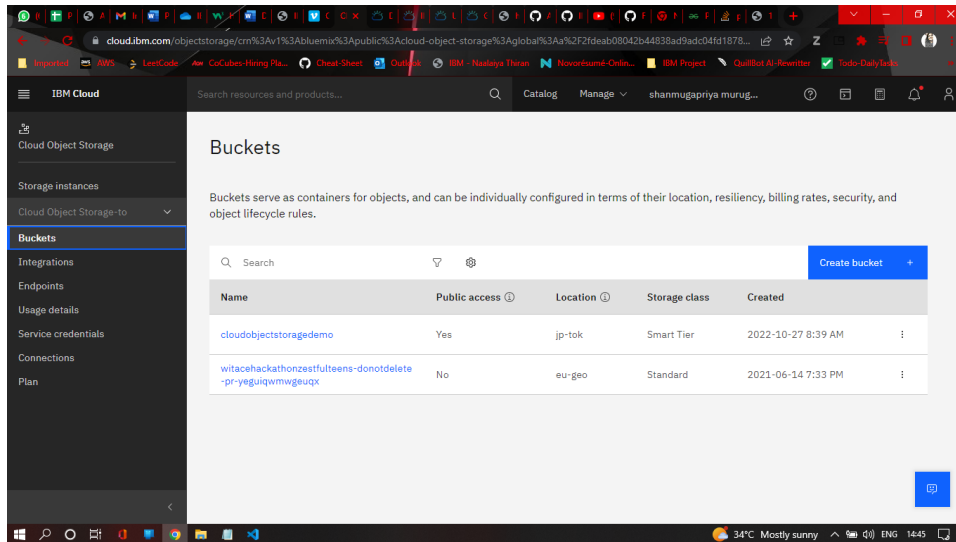 cloud.ibm.com/objectstorage/crn%3Av1%3Abluemix%3Apublic%3Acloud-object-storage%3Aglobal%3Aa%2F2fdeab08042b44838ad9adc04fd1878...
Imported AWS LeetCode CoCubes-Hiring Pla... Cheat-Sheet Outlook IBM - Naalaiya Thiran Novorésumé-Onlin... IBM Project QuillBot AI-Rewritter Todo-DailyTasks
IBM Cloud
Search resources and products...
Catalog
Manage
shanmugapriya murug...
Cloud Object Storage
Storage instances
Cloud Object Storage-to
Buckets
Integrations
Endpoints
Usage details
Service credentials
Connections
Plan
Buckets
Buckets serve as containers for objects, and can be individually configured in terms of their location, resiliency, billing rates, security, and
object lifecycle rules.
Search
Create bucket +
Name Public access Location Storage class Created
cloudobjectstoragedemo Yes jp-tok Smart Tier 2022-10-27 8:39 AM
witacehackathonzestfulteens-donotdelete
-pr-yeguiqwmwgeuqx
No eu-geo Standard 2021-06-14 7:33 PM
34°C Mostly sunny ENG 14:45